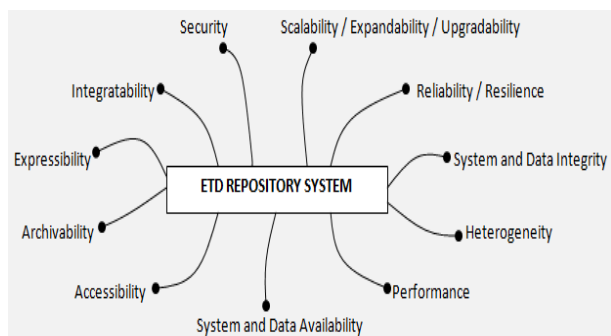 Security
Scalability / Expandability / Upgradability
Integratability
Reliability / Resilience
Expressibility
System and Data Integrity
ETD REPOSITORY SYSTEM
Archivability
Heterogeneity
Accessibility
Performance
System and Data Availability